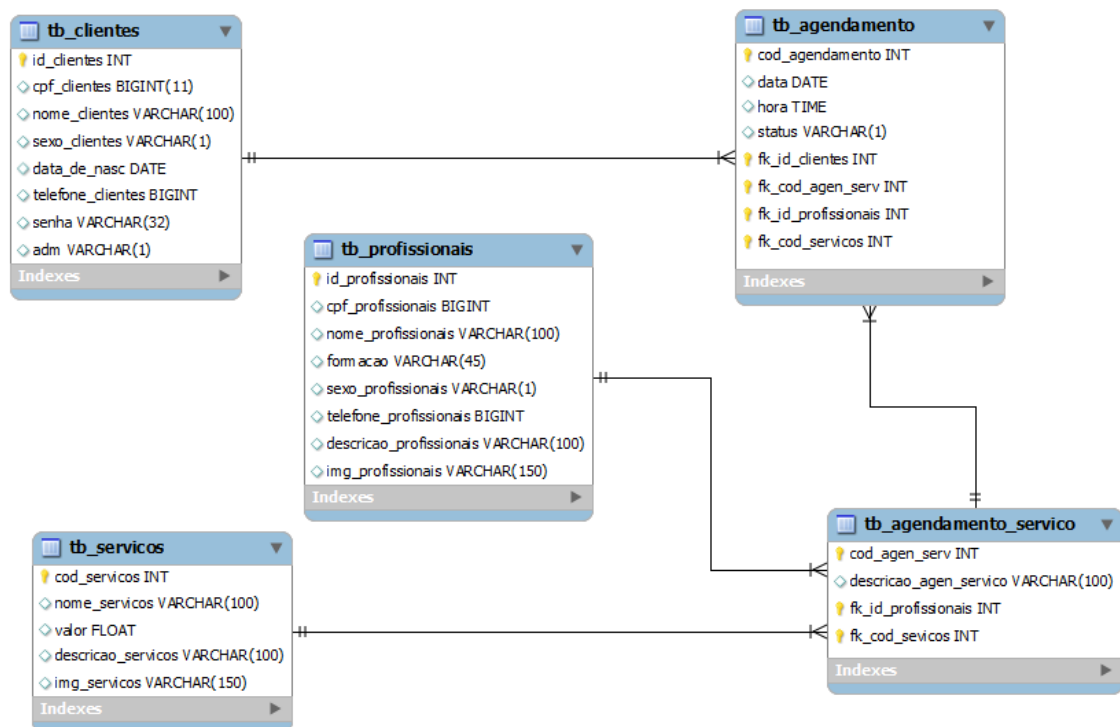 tb_clientes
id_clientes INT
cpf_clientes BIGINT(11)
nome_clientes VARCHAR(100)
sexo_clientes VARCHAR(1)
data_de_nasc DATE
telefone_clientes BIGINT
senha VARCHAR(32)
adm VARCHAR(1)
Indexes
tb_agendamento
cod_agendamento INT
data DATE
hora TIME
status VARCHAR(1)
fk_id_clientes INT
fk_cod_agen_serv INT
fk_id_profissionais INT
fk_cod_servicos INT
Indexes
tb_profissionais
id_profissionais INT
cpf_profissionais BIGINT
nome_profissionais VARCHAR(100)
formacao VARCHAR(45)
sexo_profissionais VARCHAR(1)
telefone_profissionais BIGINT
descricao_profissionais VARCHAR(100)
img_profissionais VARCHAR(150)
Indexes
tb_servicos
cod_servicos INT
nome_servicos VARCHAR(100)
valor FLOAT
descricao_servicos VARCHAR(100)
img_servicos VARCHAR(150)
Indexes
tb_agendamento_servico
cod_agen_serv INT
descricao_agen_servico VARCHAR(100)
fk_id_profissionais INT
fk_cod_sevicos INT
Indexes